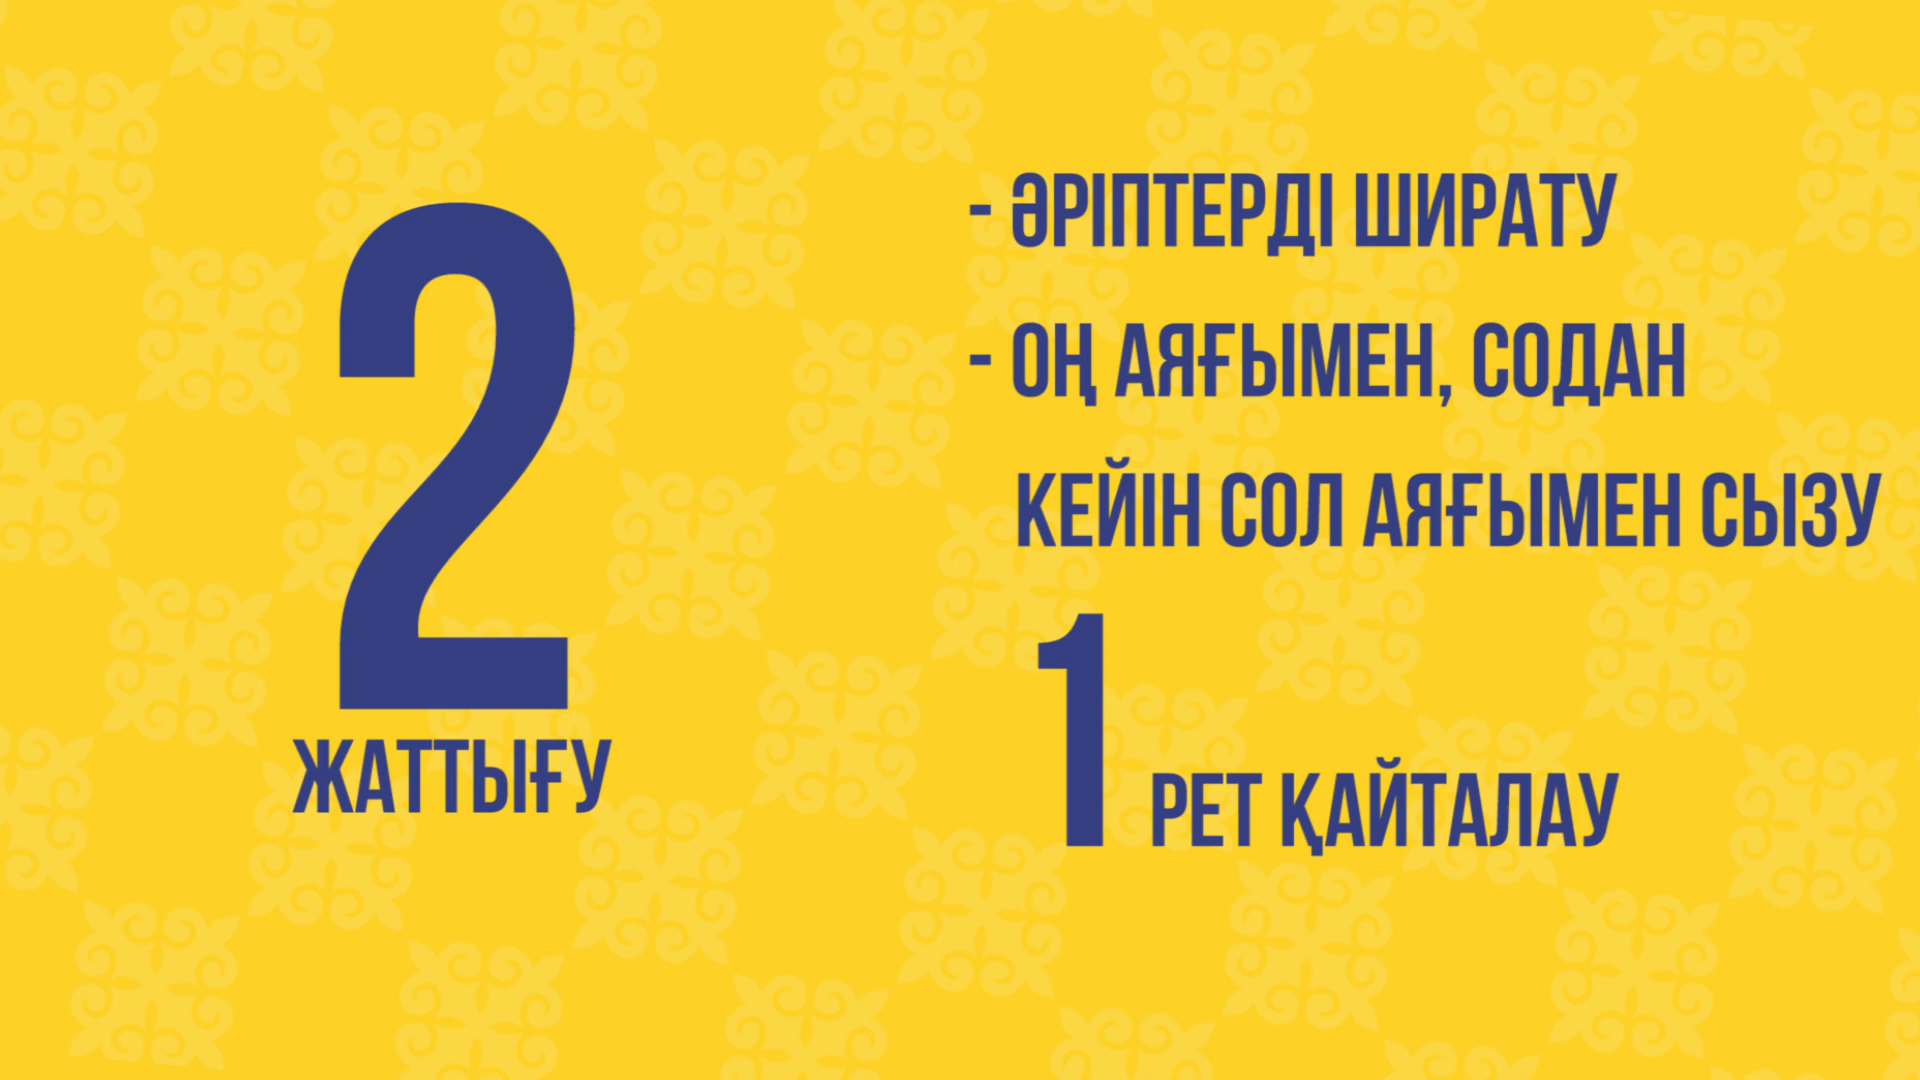 2
ЖАТТЫҒУ
- ӘРІПТЕРДІ ШИРАТУ
- ОҢ АЯҒЫМЕН, СОДАН
КЕЙІН СОЛ АЯҒЫМЕН СЫЗУ
1 РЕТ ҚАЙТАЛАУ